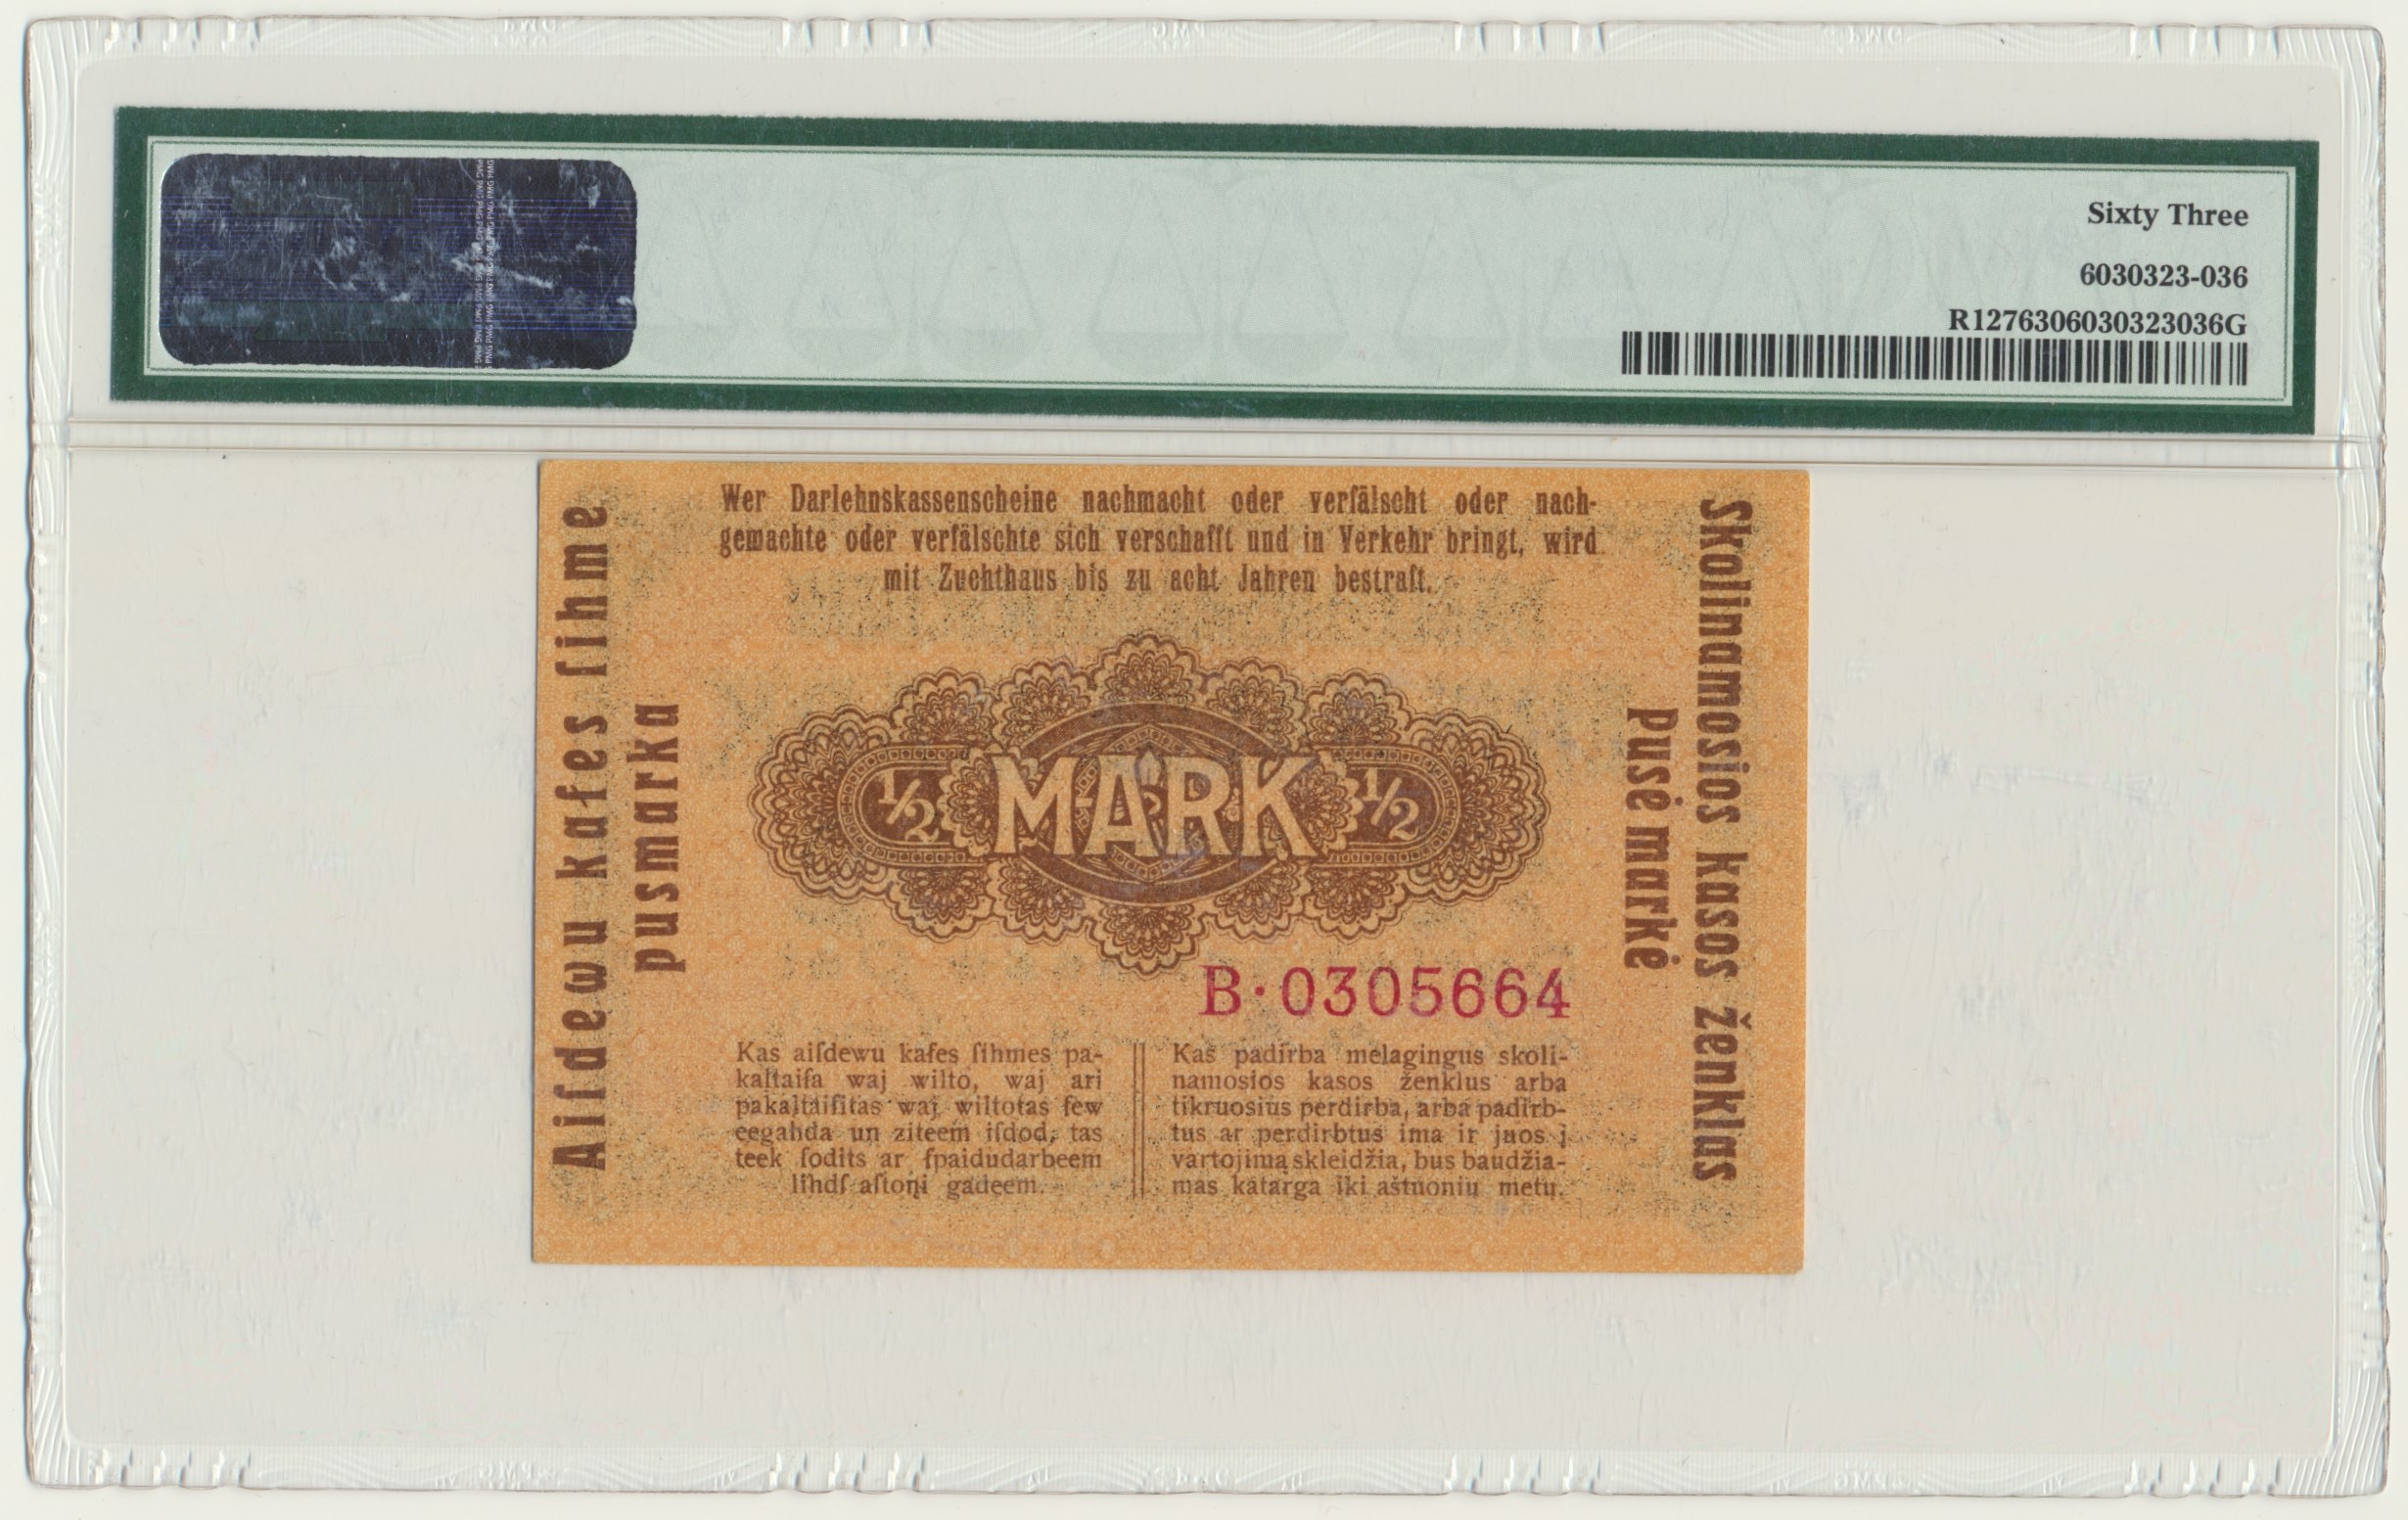 Sixty Three
6030323-036
R1276306030323036G
Wer Darlehnskassenscheine nachmacht oder verfälscht oder nach-
gemachte oder verfälschte sich verschafft und in Verkehr bringt, wird
mit Zuchthaus bis zu acht Jahren bestraft.
Aiſdewu kaſes ſihme
pusmarka
½ MARK ½
Skolinamosios kasos ženklas
Pusė markė
B·0305664
Kas aiſdewu kaſes ſihmes pa-
kaltaiſa waj wilto, waj ari
pakaltaiſitas waj wiltotas ſew
eegahda un ziteem iſdod, tas
teek ſodits ar ſpaidudarbeem
lihdſ aſtoņi gadeem.
Kas padirba melagingus skoli-
namosios kasos ženklus arba
tikruosius perdirba, arba padirb-
tus ar perdirbtus ima ir juos į
vartojimą skleidžia, bus baudžia-
mas katarga iki aštuonių metų.